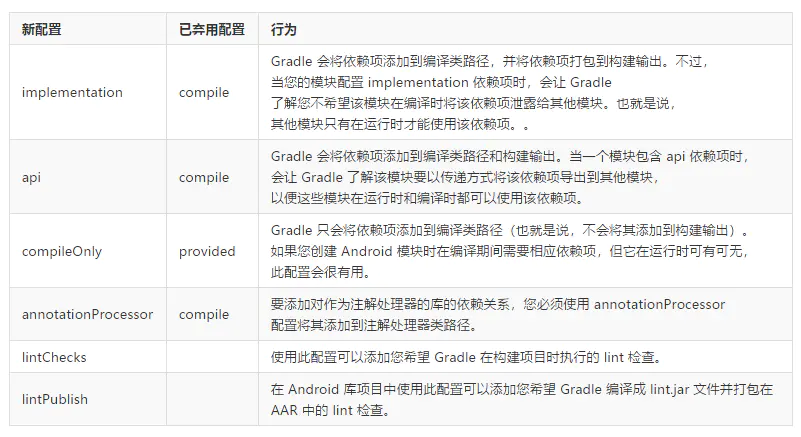 新配置 已弃用配置 行为
implementation compile Gradle 会将依赖项添加到编译类路径，并将依赖项打包到构建输出。不过，
当您的模块配置 implementation 依赖项时，会让 Gradle
了解您不希望该模块在编译时将该依赖项泄露给其他模块。也就是说，
其他模块只有在运行时才能使用该依赖项。。
api compile Gradle 会将依赖项添加到编译类路径和构建输出。当一个模块包含 api 依赖项时，
会让 Gradle 了解该模块要以传递方式将该依赖项导出到其他模块，
以便这些模块在运行时和编译时都可以使用该依赖项。
compileOnly provided Gradle 只会将依赖项添加到编译类路径（也就是说，不会将其添加到构建输出）。
如果您创建 Android 模块时在编译期间需要相应依赖项，但它在运行时可有可无，
此配置会很有用。
annotationProcessor compile 要添加对作为注解处理器的库的依赖关系，您必须使用 annotationProcessor
配置将其添加到注解处理器类路径。
lintChecks 使用此配置可以添加您希望 Gradle 在构建项目时执行的 lint 检查。
lintPublish 在 Android 库项目中使用此配置可以添加您希望 Gradle 编译成 lint.jar 文件并打包在
AAR 中的 lint 检查。